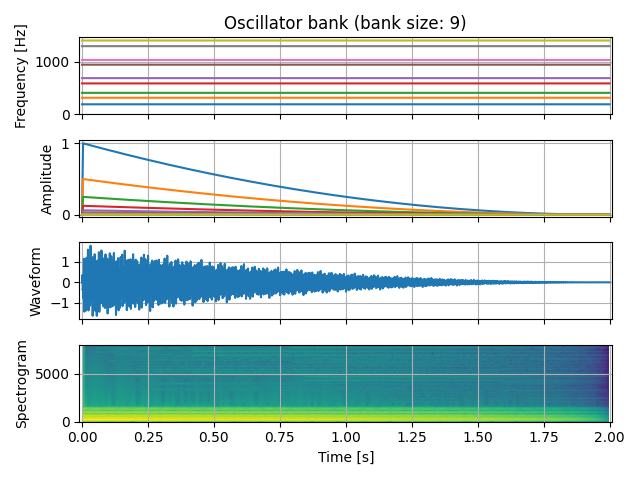 Oscillator bank (bank size: 9)
Frequency [Hz]
1000
0
Amplitude
1
0
Waveform
1
0
−1
Spectrogram
5000
0
0.00 0.25 0.50 0.75 1.00 1.25 1.50 1.75 2.00
Time [s]